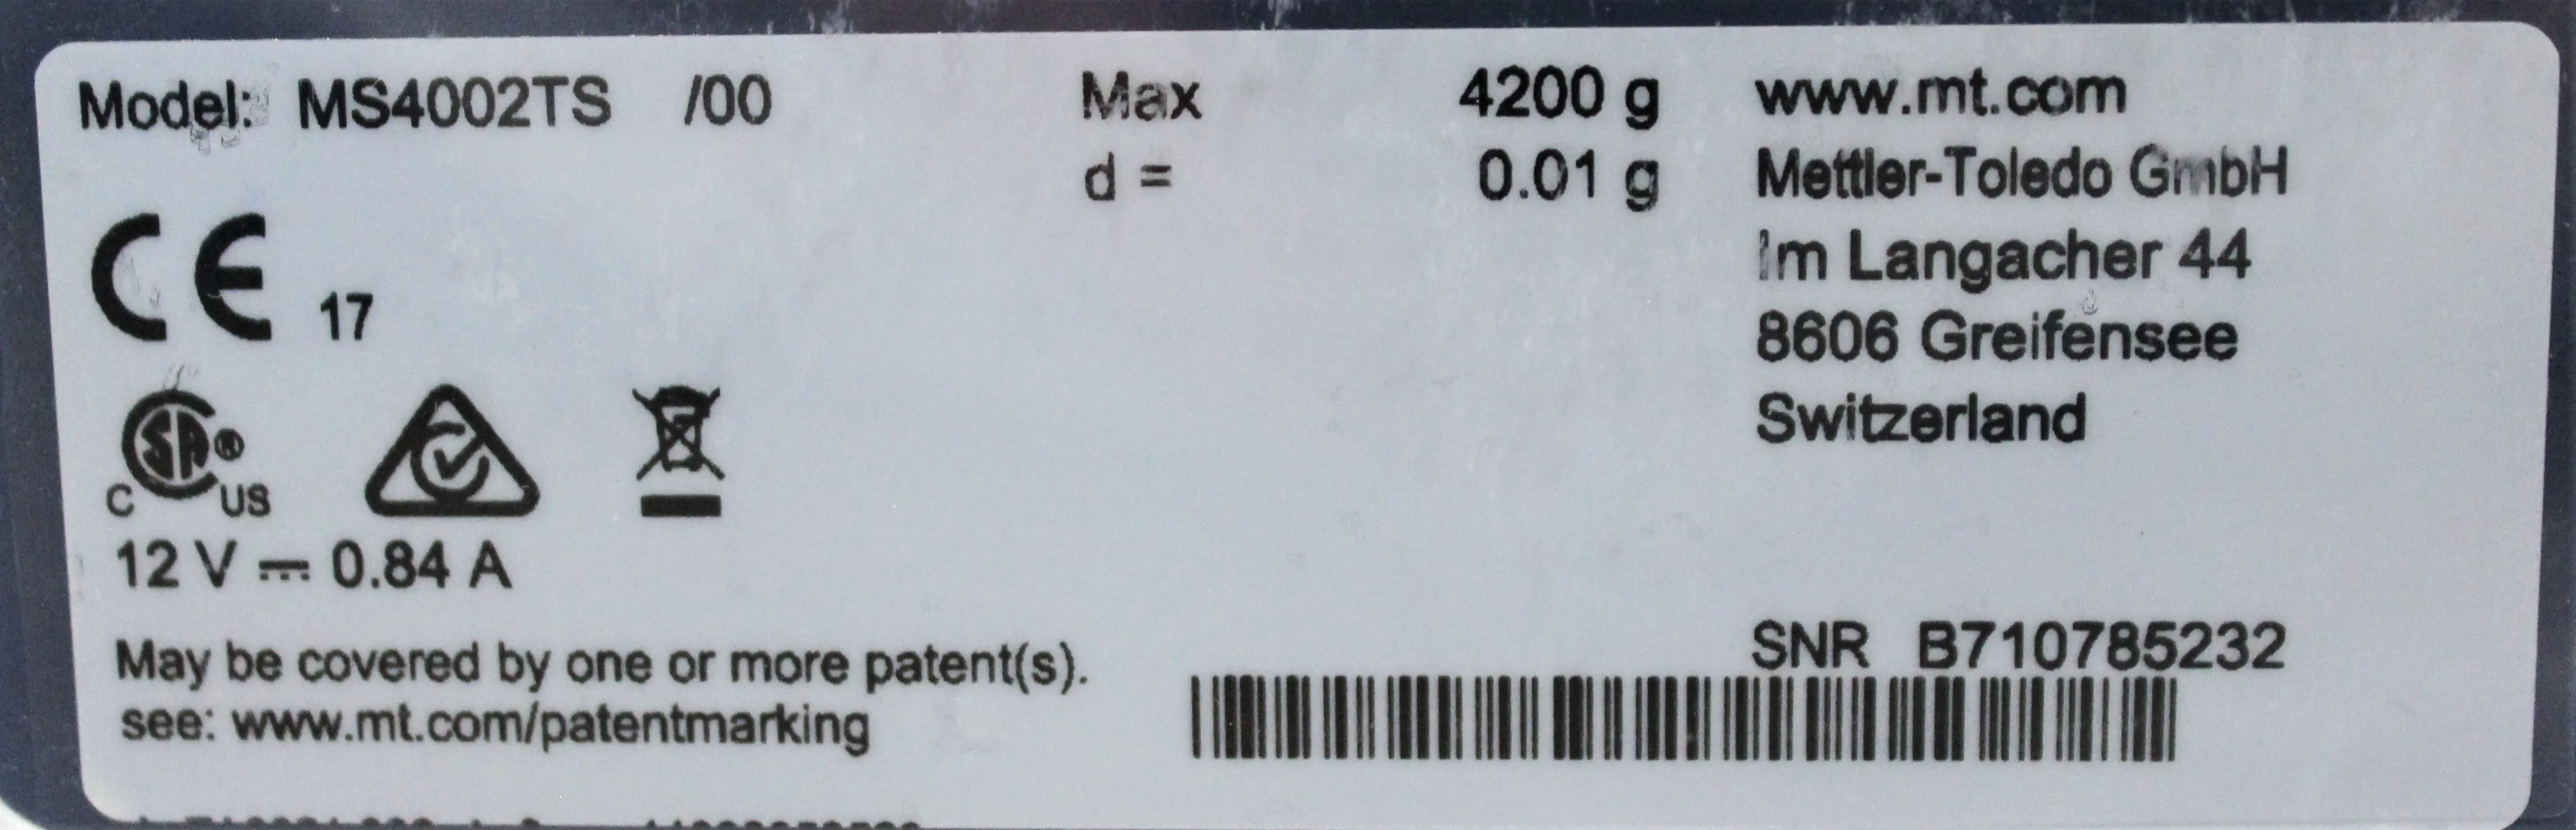 Model: MS4002TS /00
Max 4200 g
d = 0.01 g
www.mt.com
Mettler-Toledo GmbH
Im Langacher 44
8606 Greifensee
Switzerland
CE 17
C SA® US
12 V ⎓ 0.84 A
May be covered by one or more patent(s).
see: www.mt.com/patentmarking
SNR B710785232